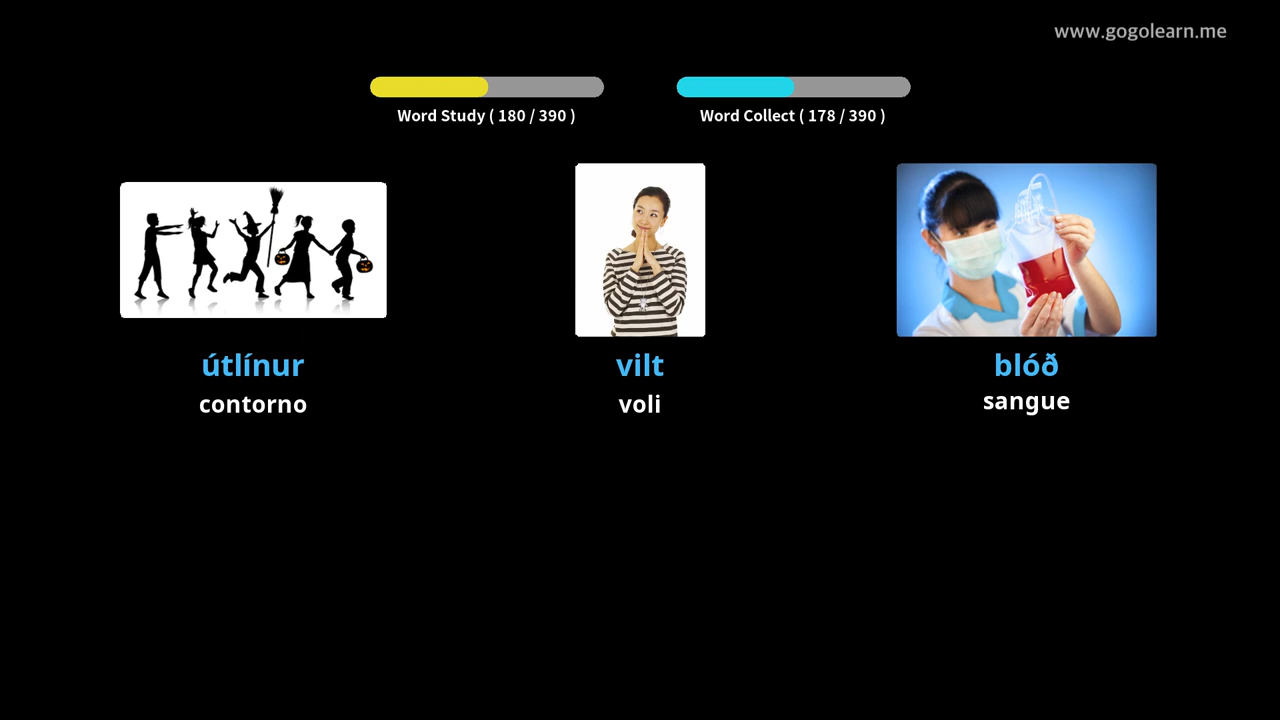 www.gogolearn.me
Word Study ( 180 / 390 )
Word Collect ( 178 / 390 )
útlínur
vilt
blóð
contorno
voli
sangue